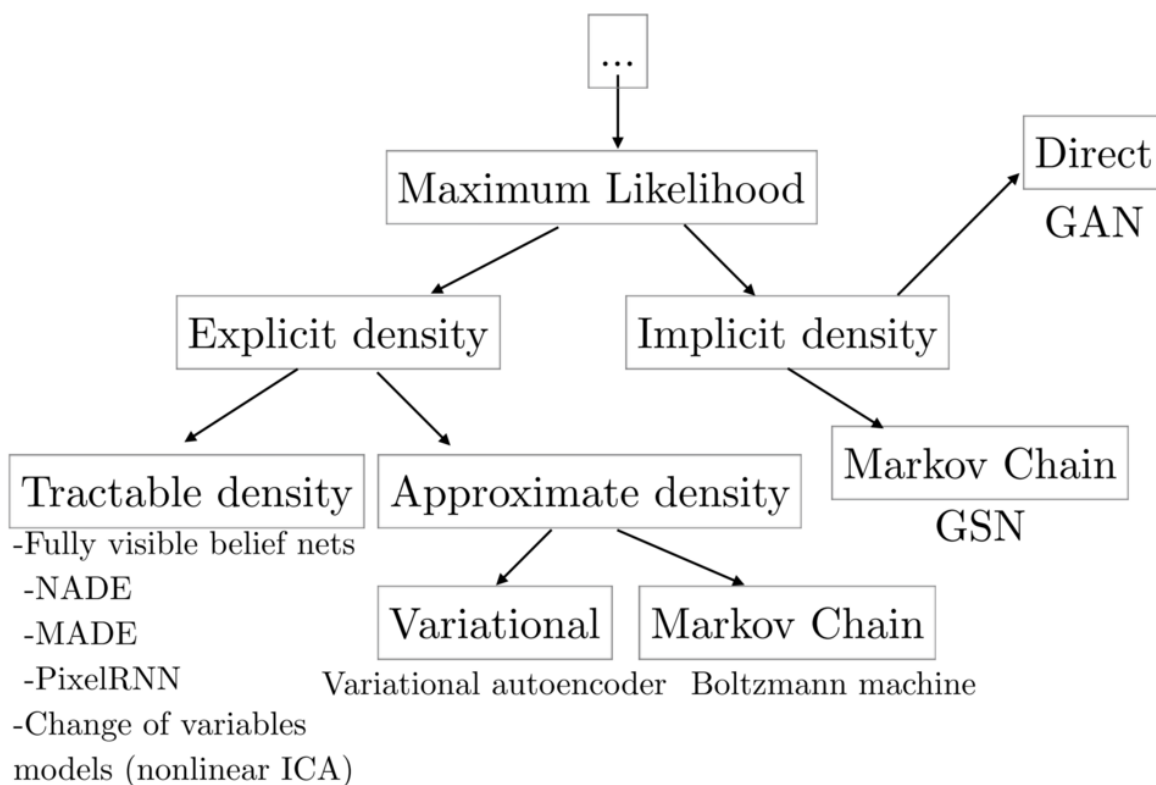 ...
Maximum Likelihood
Direct
GAN
Explicit density
Implicit density
Tractable density
-Fully visible belief nets
-NADE
-MADE
-PixelRNN
-Change of variables
models (nonlinear ICA)
Approximate density
Variational
Variational autoencoder
Markov Chain
Boltzmann machine
Markov Chain
GSN